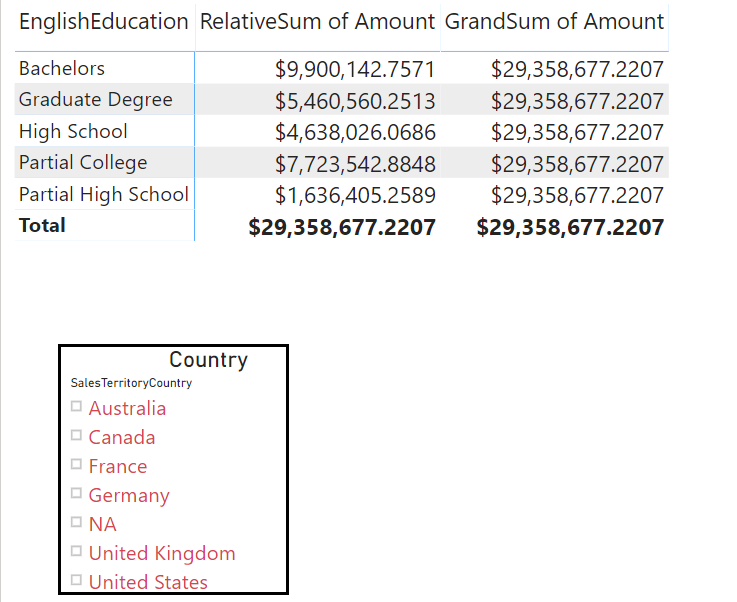 EnglishEducation RelativeSum of Amount GrandSum of Amount
Bachelors $9,900,142.7571 $29,358,677.2207
Graduate Degree $5,460,560.2513 $29,358,677.2207
High School $4,638,026.0686 $29,358,677.2207
Partial College $7,723,542.8848 $29,358,677.2207
Partial High School $1,636,405.2589 $29,358,677.2207
Total $29,358,677.2207 $29,358,677.2207
Country
SalesTerritoryCountry
Australia
Canada
France
Germany
NA
United Kingdom
United States